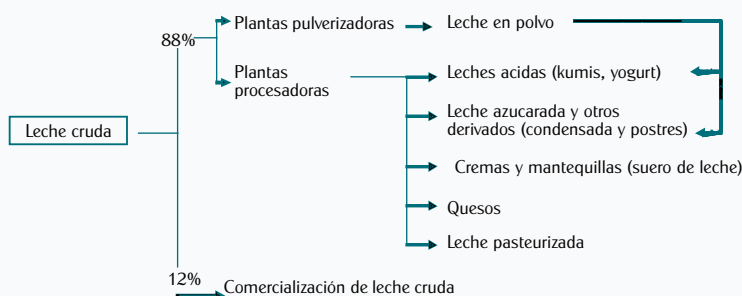 Plantas pulverizadoras
Leche en polvo
88%
Plantas
procesadoras
Leches acidas (kumis, yogurt)
Leche azucarada y otros
derivados (condensada y postres)
Leche cruda
Cremas y mantequillas (suero de leche)
Quesos
Leche pasteurizada
12%
Comercialización de leche cruda